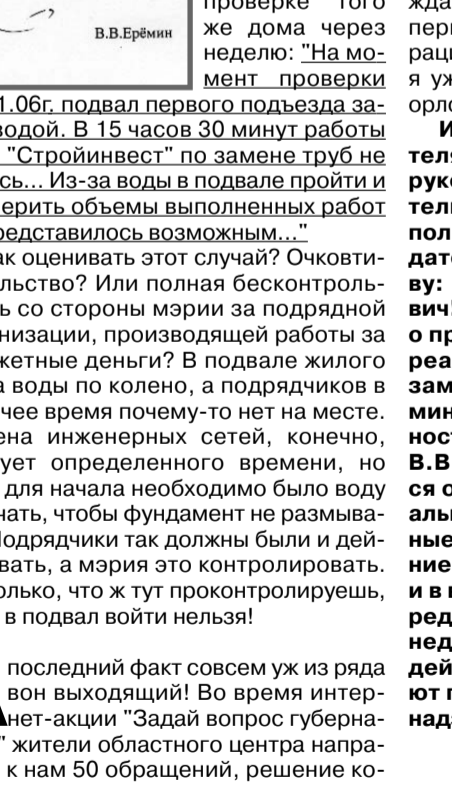 В.В.Ерёмин
проверке того
же дома через
неделю: "На мо-
мент проверки
1.06г. подвал первого подъезда за-
водой. В 15 часов 30 минут работы
"Стройинвест" по замене труб не
сь... Из-за воды в подвале пройти и
ерить объемы выполненных работ
редставилось возможным..."
ак оценивать этот случай? Очковти-
льство? Или полная бесконтроль-
ь со стороны мэрии за подрядной
низации, производящей работы за
жетные деньги? В подвале жилого
а воды по колено, а подрядчиков в
чее время почему-то нет на месте.
ена инженерных сетей, конечно,
ует определенного времени, но
для начала необходимо было воду
чать, чтобы фундамент не размыва-
Подрядчики так должны были и дей-
вать, а мэрия это контролировать.
олько, что ж тут проконтролируешь,
в подвал войти нельзя!
последний факт совсем уж из ряда
вон выходящий! Во время интер-
нет-акции "Задай вопрос губерна-
" жители областного центра напра-
к нам 50 обращений, решение ко-
жда
перв
раци
я уж
орло
И
теля
руко
тель
пол
дат
ву:
вич!
о пр
реа
зам
мин
ност
В.В
ся о
аль
ные
ние
и в
ред
нед
дей
ют п
над